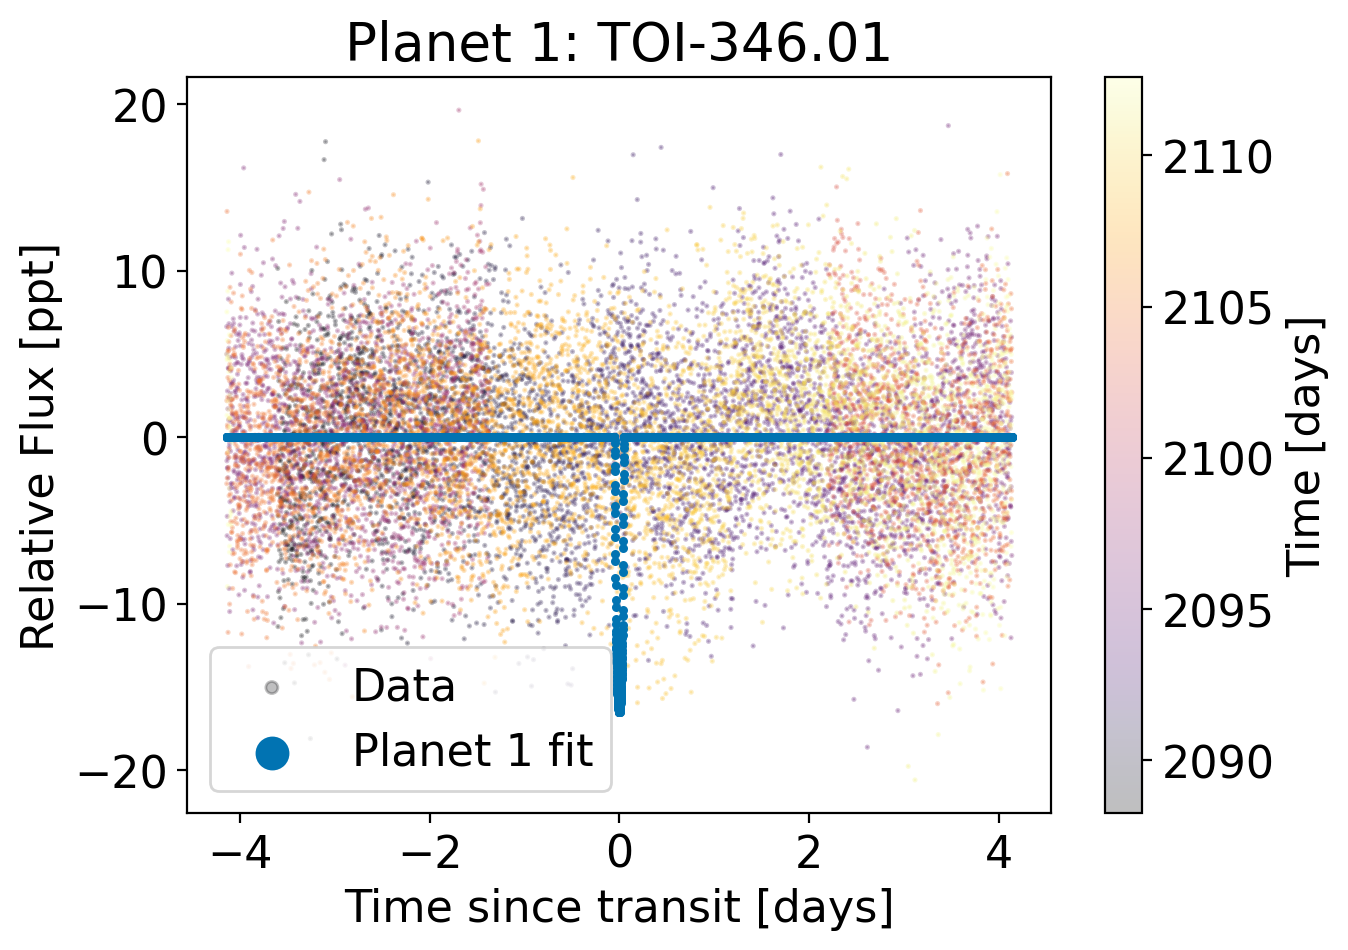 Planet 1: TOI-346.01
Relative Flux [ppt]
20
10
0
−10
−20
Data
Planet 1 fit
−4
−2
0
2
4
Time since transit [days]
2110
2105
2100
2095
2090
Time [days]